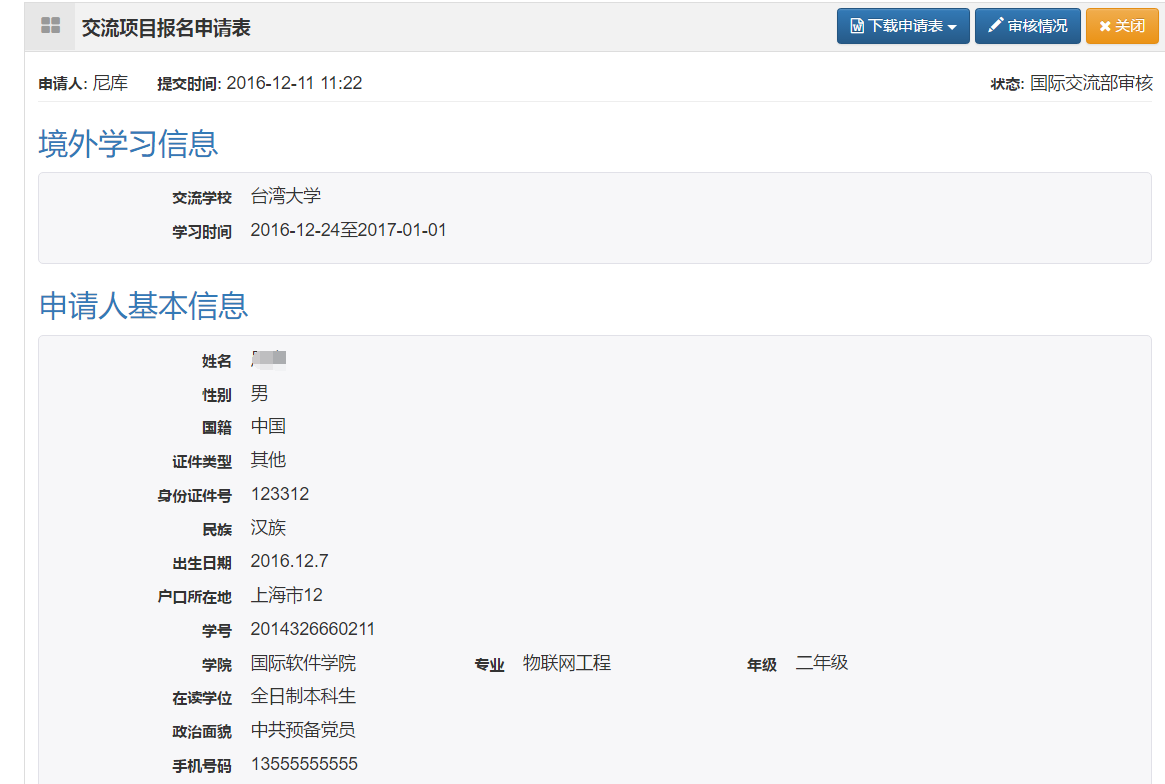 交流项目报名申请表 下载申请表 审核情况 关闭
申请人: 尼库 提交时间: 2016-12-11 11:22 状态: 国际交流部审核
境外学习信息
交流学校 台湾大学
学习时间 2016-12-24至2017-01-01
申请人基本信息
姓名
性别 男
国籍 中国
证件类型 其他
身份证件号 123312
民族 汉族
出生日期 2016.12.7
户口所在地 上海市12
学号 2014326660211
学院 国际软件学院 专业 物联网工程 年级 二年级
在读学位 全日制本科生
政治面貌 中共预备党员
手机号码 13555555555